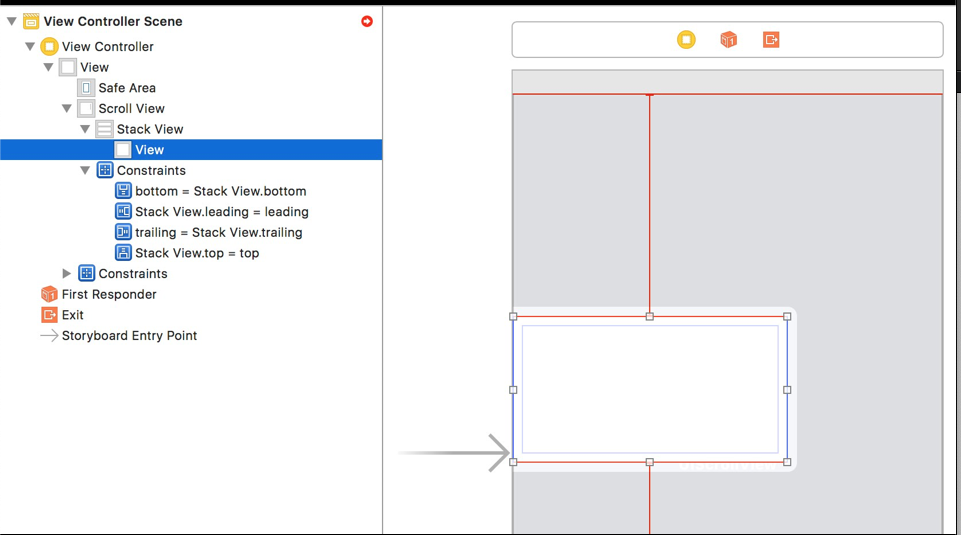 View Controller Scene
View Controller
View
Safe Area
Scroll View
Stack View
View
Constraints
bottom = Stack View.bottom
Stack View.leading = leading
trailing = Stack View.trailing
Stack View.top = top
Constraints
First Responder
Exit
Storyboard Entry Point